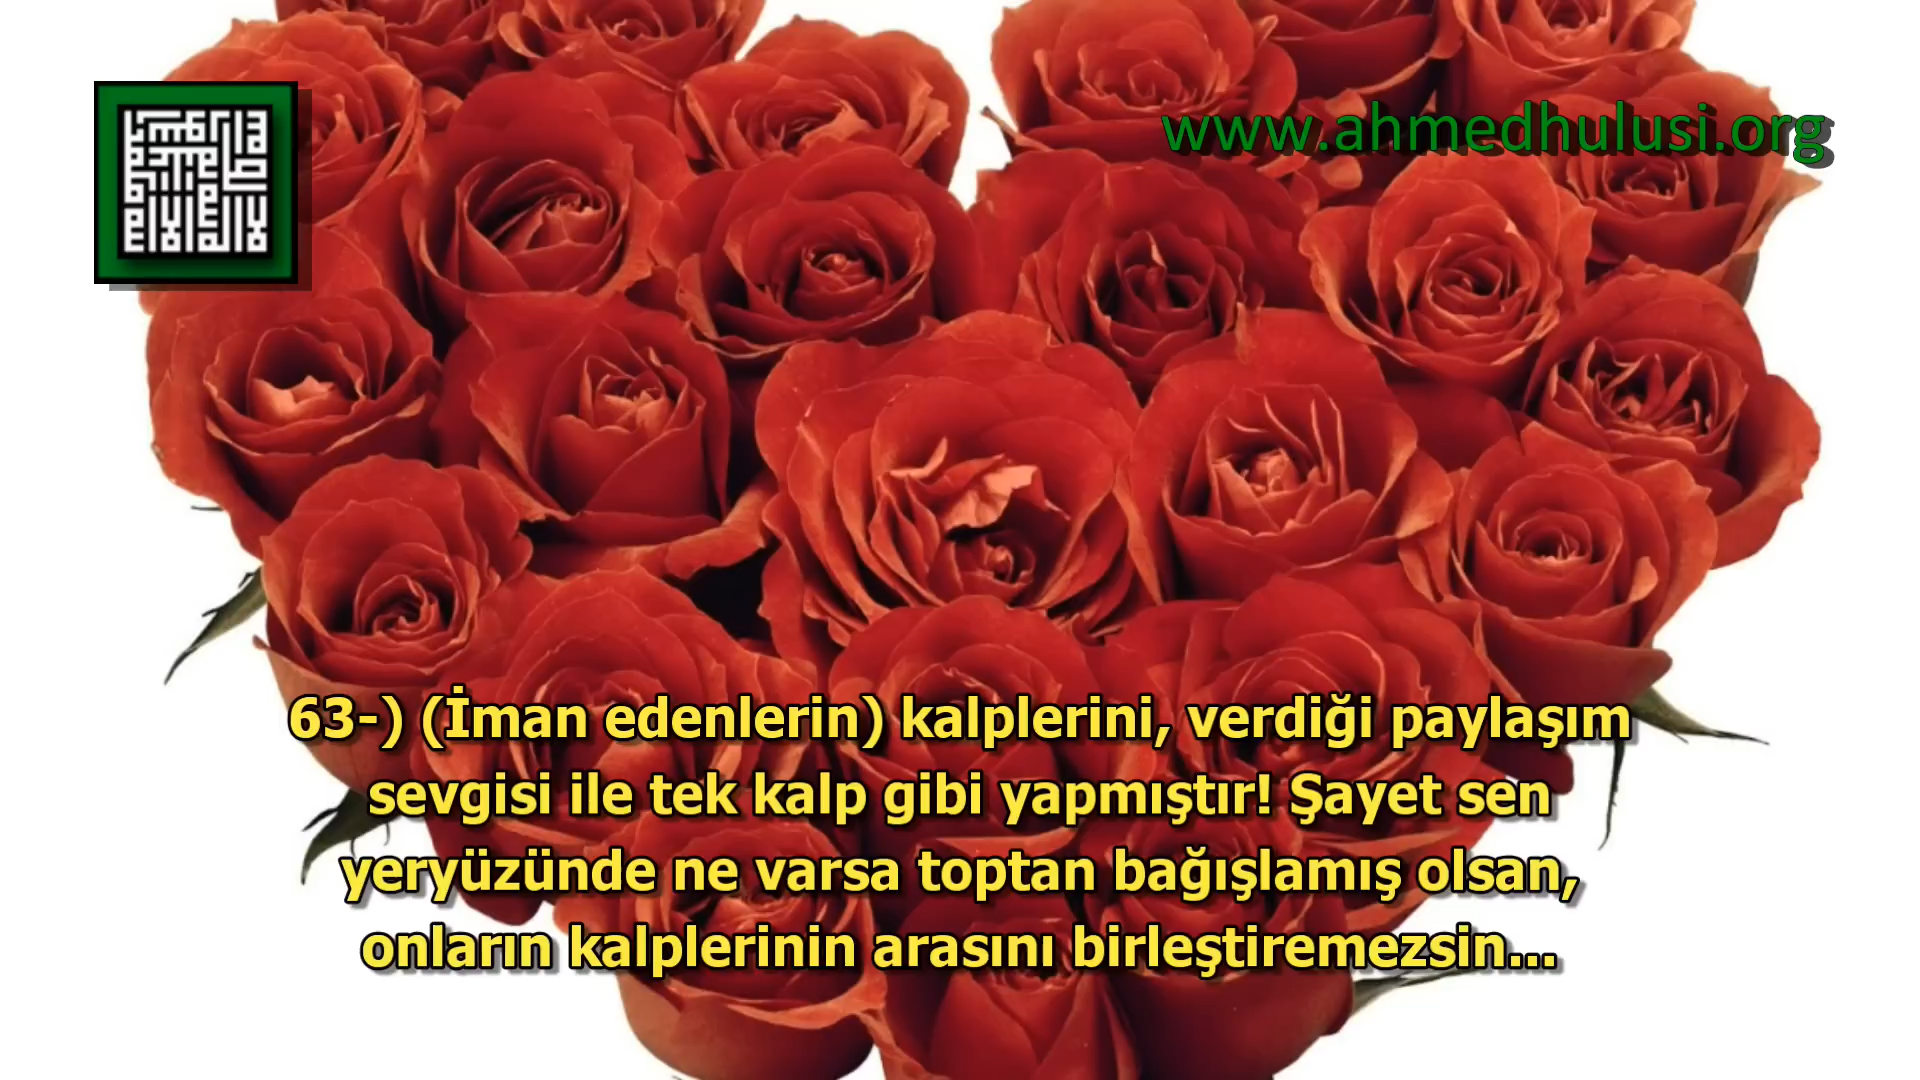 www.ahmedhulusi.org
63-) (İman edenlerin) kalplerini, verdiği paylaşım
sevgisi ile tek kalp gibi yapmıştır! Şayet sen
yeryüzünde ne varsa toptan bağışlamış olsan,
onların kalplerinin arasını birleştiremezsin...